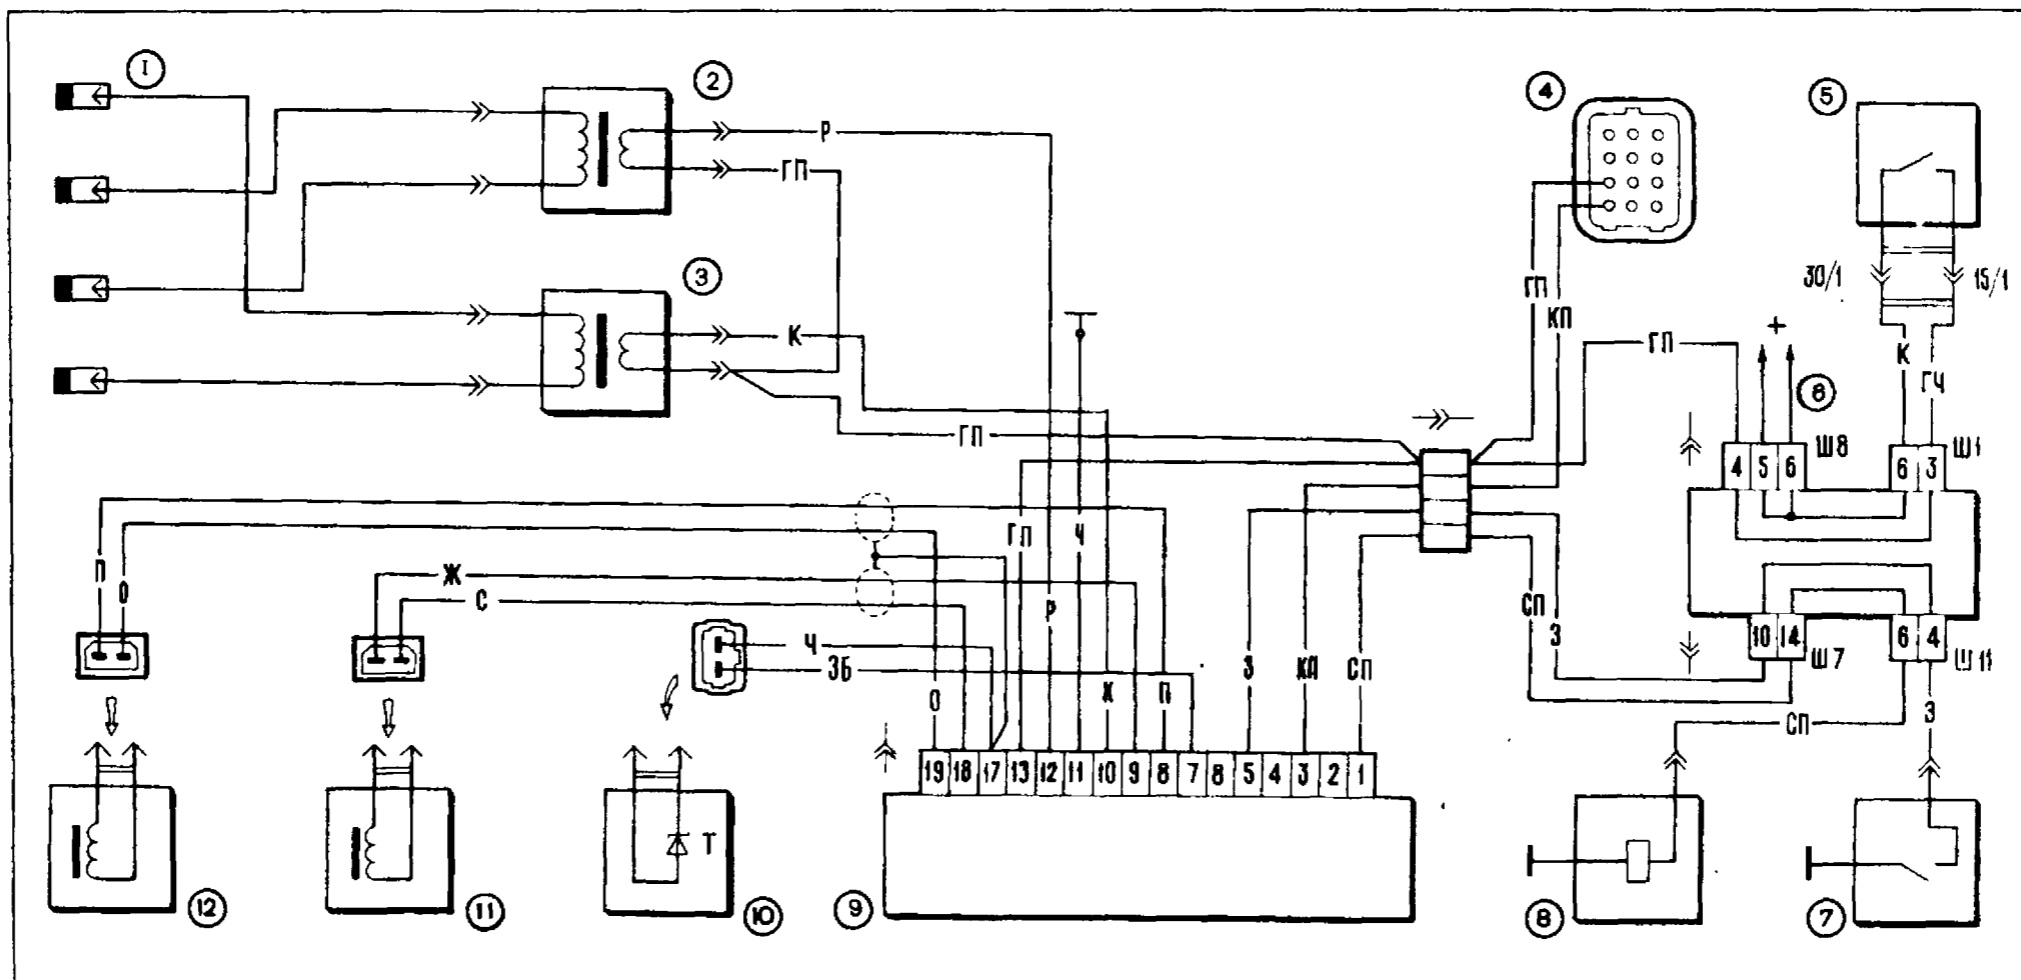 I
2
3
4
5
Р
ГП
К
ГП
ГП
КП
30/1
15/1
+
ГП
К
ГЧ
6
4 5 6
Ш8
6 3
Ш1
П
О
Ж
С
ГП
Ч
Р
Ч
ЗБ
О
Ж
П
З
СП
СП
З
10 14
Ш7
6 4
Ш11
СП
З
19 18 17 13 12 11 10 9 8 7 8 5 4 3 2 1
Т
12
11
10
9
8
7